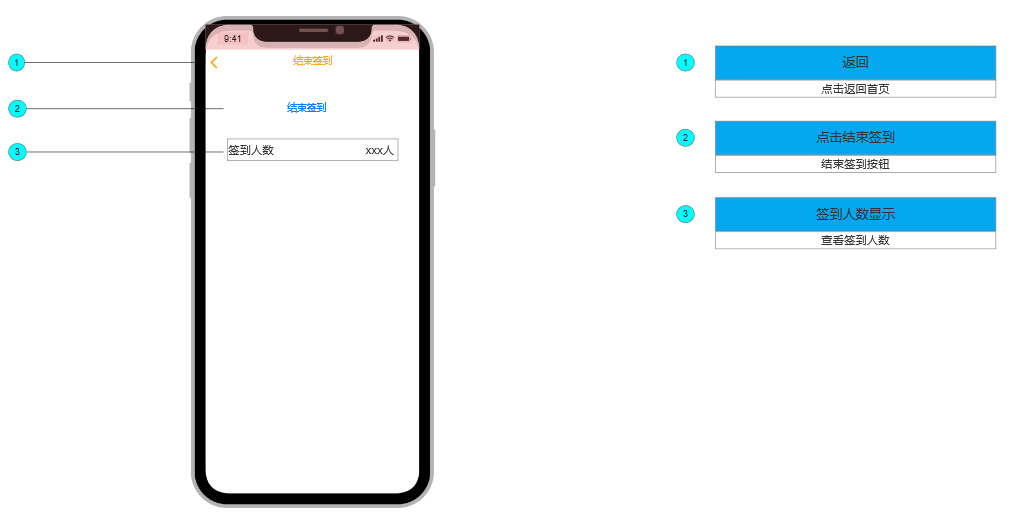 9:41
1
结束签到
2
结束签到
3
签到人数 xxx人
1
返回
点击返回首页
2
点击结束签到
结束签到按钮
3
签到人数显示
查看签到人数